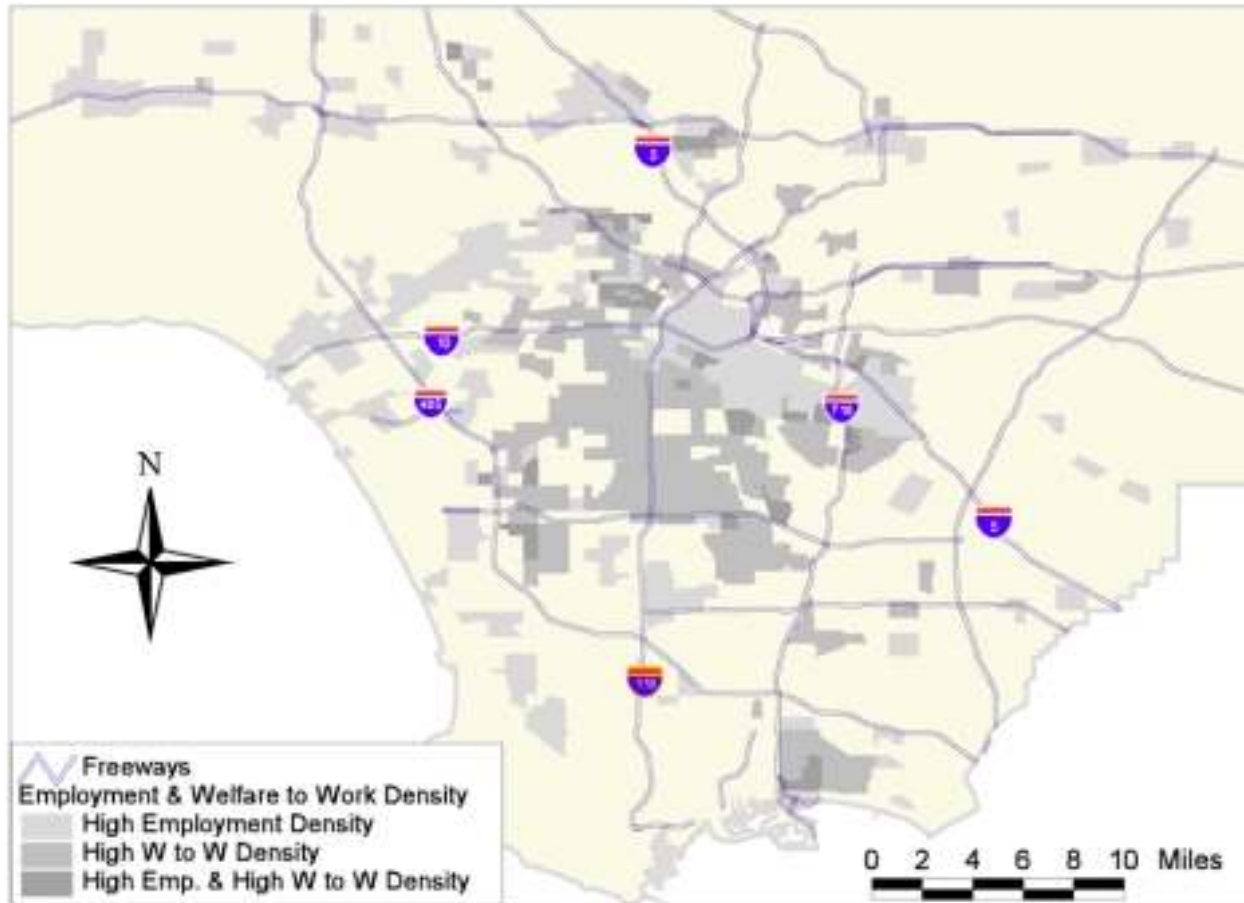 5
10
405
710
N
5
110
Freeways
Employment & Welfare to Work Density
High Employment Density
High W to W Density
High Emp. & High W to W Density
0 2 4 6 8 10 Miles